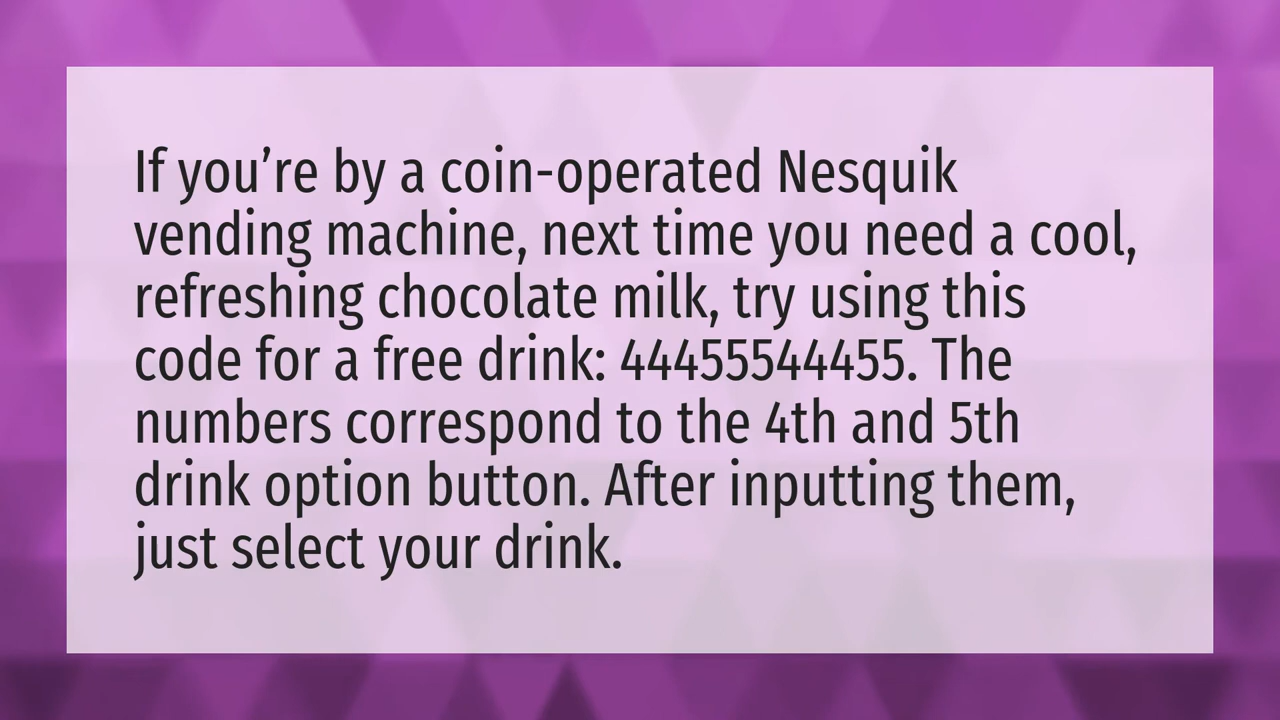 If you’re by a coin-operated Nesquik
vending machine, next time you need a cool,
refreshing chocolate milk, try using this
code for a free drink: 44455544455. The
numbers correspond to the 4th and 5th
drink option button. After inputting them,
just select your drink.